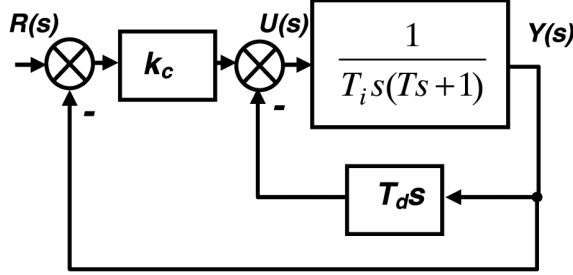 R(s)
k_c
U(s)
1
T_i s(Ts+1)
Y(s)
-
-
T_d s